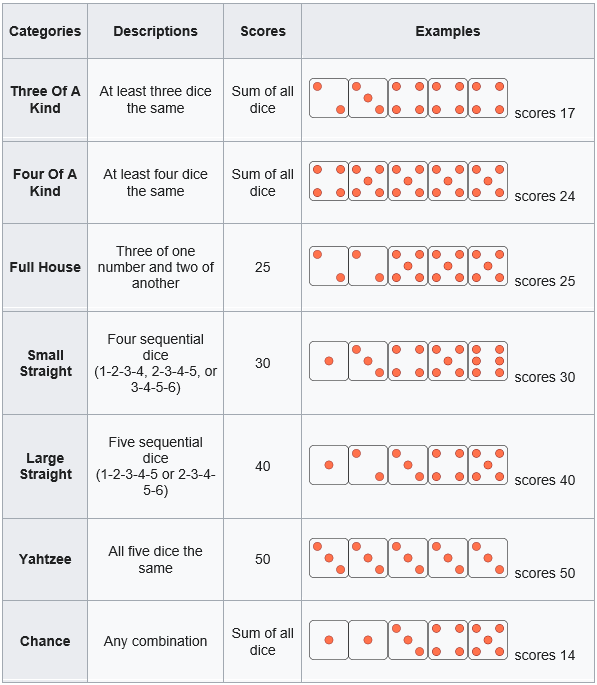 Categories Descriptions Scores Examples
Three Of A
Kind
At least three dice
the same
Sum of all
dice
scores 17
Four Of A
Kind
At least four dice
the same
Sum of all
dice
scores 24
Full House
Three of one
number and two of
another
25
scores 25
Small
Straight
Four sequential
dice
(1-2-3-4, 2-3-4-5, or
3-4-5-6)
30
scores 30
Large
Straight
Five sequential
dice
(1-2-3-4-5 or 2-3-4-
5-6)
40
scores 40
Yahtzee
All five dice the
same
50
scores 50
Chance
Any combination
Sum of all
dice
scores 14